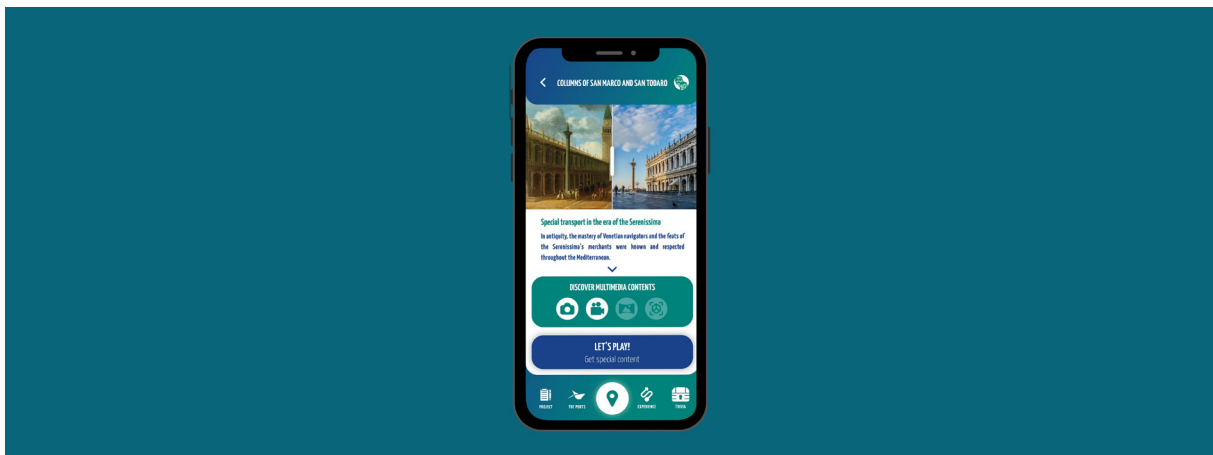 COLUMNS OF SAN MARCO AND SAN TODARO
Special transport in the era of the Serenissima
In antiquity, the mastery of Venetian navigators and the feats of
the Serenissima's merchants were known and respected
throughout the Mediterranean.
DISCOVER MULTIMEDIA CONTENTS
LET'S PLAY!
Get special content
PROJECT
THE PORTS
EXPERIENCE
TRIVIA